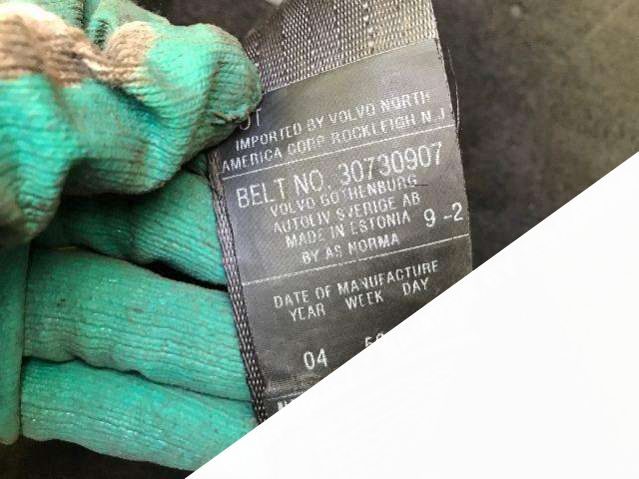 IMPORTED BY VOLVO NORTH
AMERICA CORP ROCKLEIGH N.J
BELT NO. 30730907
VOLVO GOTHENBURG
AUTOLIV SVERIGE AB
MADE IN ESTONIA 9-2
BY AS NORMA
DATE OF MANUFACTURE
YEAR WEEK DAY
04